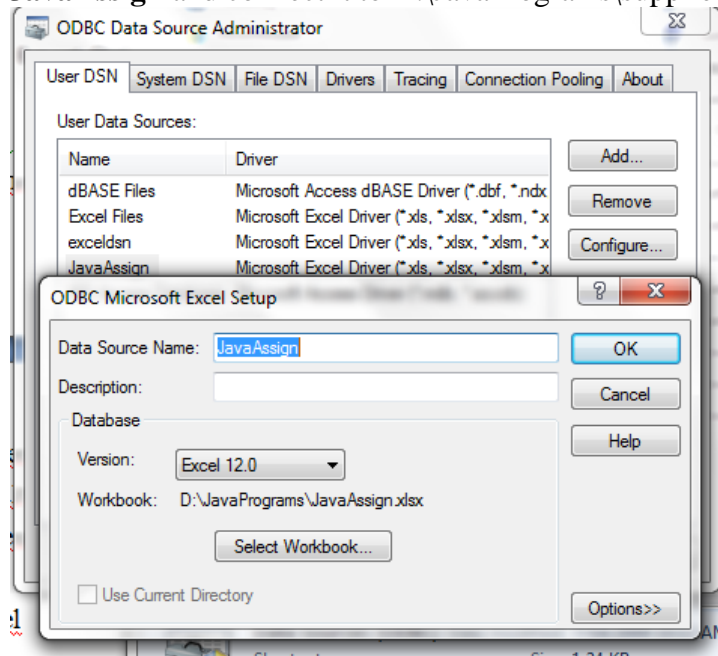 ODBC Data Source Administrator
User DSN System DSN File DSN Drivers Tracing Connection Pooling About
User Data Sources:
Name Driver Add...
dBASE Files Microsoft Access dBASE Driver (*.dbf, *.ndx
Remove
Excel Files Microsoft Excel Driver (*.xls, *.xlsx, *.xlsm, *.x
exceldsn Microsoft Excel Driver (*.xls, *.xlsx, *.xlsm, *.x Configure...
JavaAssign Microsoft Excel Driver (*.xls, *.xlsx, *.xlsm, *.x
ODBC Microsoft Excel Setup
Data Source Name: JavaAssign OK
Description: Cancel
Database
Help
Version: Excel 12.0
Workbook: D:\JavaPrograms\JavaAssign.xlsx
Select Workbook...
Use Current Directory
Options>>